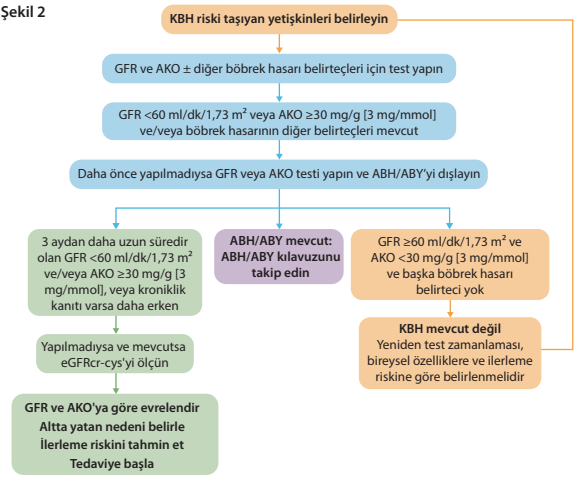 Şekil 2
KBH riski taşıyan yetişkinleri belirleyin
GFR ve AKO ± diğer böbrek hasarı belirteçleri için test yapın
GFR <60 ml/dk/1,73 m² veya AKO ≥30 mg/g [3 mg/mmol]
ve/veya böbrek hasarının diğer belirteçleri mevcut
Daha önce yapılmadıysa GFR veya AKO testi yapın ve ABH/ABY'yi dışlayın
3 aydan daha uzun süredir
olan GFR <60 ml/dk/1,73 m²
ve/veya AKO ≥30 mg/g [3
mg/mmol], veya kroniklik
kanıtı varsa daha erken
ABH/ABY mevcut:
ABH/ABY kılavuzunu
takip edin
GFR ≥60 ml/dk/1,73 m² ve
AKO <30 mg/g [3 mg/mmol]
ve başka böbrek hasarı
belirteci yok
Yapılmadıysa ve mevcutsa
eGFRcr-cys'yi ölçün
KBH mevcut değil
Yeniden test zamanlaması,
bireysel özelliklere ve ilerleme
riskine göre belirlenmelidir
GFR ve AKO'ya göre evrelendir
Altta yatan nedeni belirle
İlerleme riskini tahmin et
Tedaviye başla